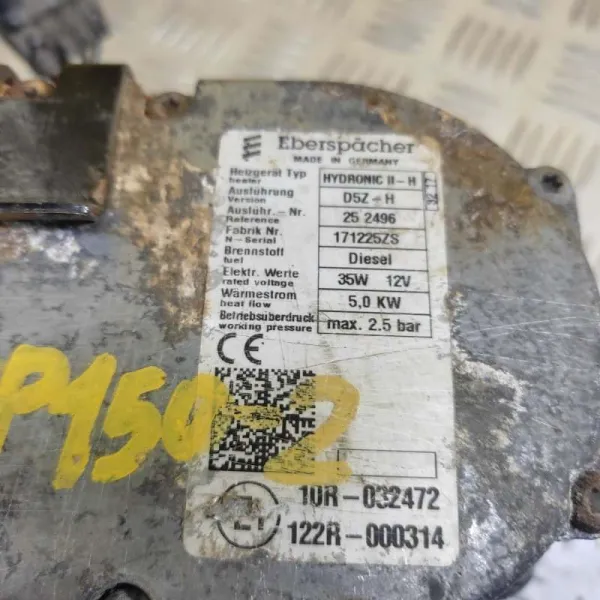 Eberspächer
MADE IN GERMANY
Heizgerät Typ
heater
HYDRONIC II-H
Ausführung
Version
D5Z-H
Ausführ.-Nr.
Reference
25 2496
Fabrik Nr.
N-Serial
171225ZS
Brennstoff
fuel
Diesel
Elektr. Werte
rated voltage
35W 12V
Wärmestrom
heat flow
5,0 KW
Betriebsüberdruck
working pressure
max. 2.5 bar
CE
P150-2
10R-032472
122R-000314